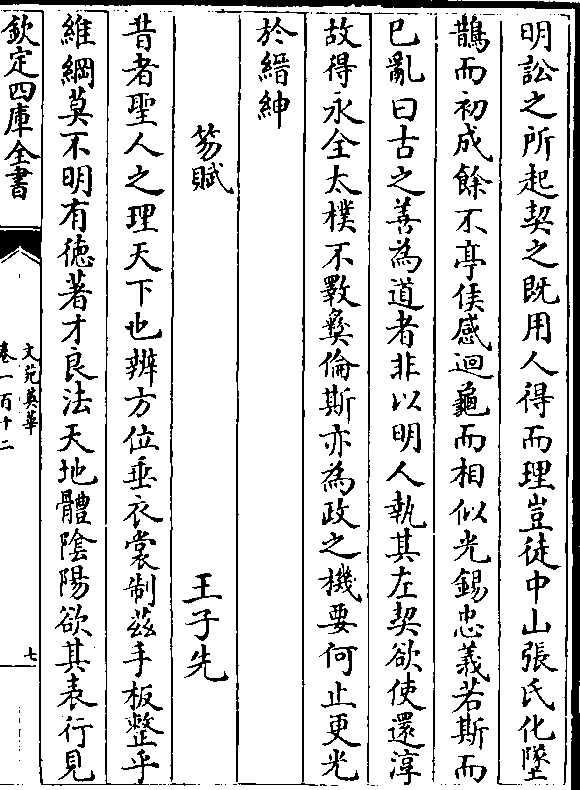 明訟之所起契之既用人得而理豈徒中山張氏化墜
鵲而初成餘不亭侯感迴龜而相似光錫忠義若斯而
已亂曰古之善為道者非以明人執其左契欲使還淳
故得永全太樸不斁彝倫斯亦為政之機要何止更光
於縉紳
笏賦 王子先
昔者聖人之理天下也辨方位垂衣裳制茲手板整乎
維綱莫不明有德著才良法天地體陰陽欲其表行見
欽定四庫全書
文苑英華
卷一百十二
七